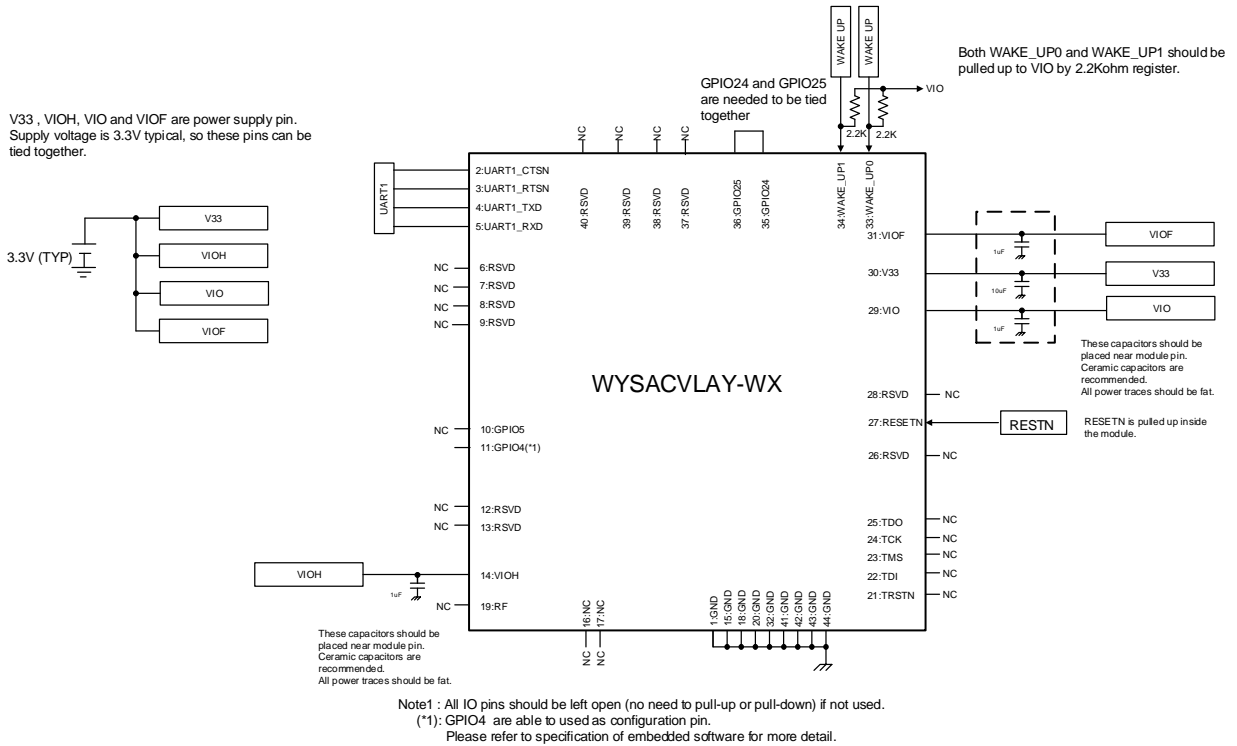 V33 , VIOH, VIO and VIOF are power supply pin.
Supply voltage is 3.3V typical, so these pins can be
tied together.
3.3V (TYP)
V33
VIOH
VIO
VIOF
WAKE UP
WAKE UP
Both WAKE_UP0 and WAKE_UP1 should be
pulled up to VIO by 2.2Kohm register.
VIO
2.2K
2.2K
GPIO24 and GPIO25
are needed to be tied
together
NC
NC
NC
NC
40:RSVD
39:RSVD
38:RSVD
37:RSVD
36:GPIO25
35:GPIO24
34:WAKE_UP1
33:WAKE_UP0
UART1
2:UART1_CTSN
3:UART1_RTSN
4:UART1_TXD
5:UART1_RXD
NC
6:RSVD
NC
7:RSVD
NC
8:RSVD
NC
9:RSVD
NC
10:GPIO5
11:GPIO4(*1)
NC
12:RSVD
NC
13:RSVD
VIOH
1uF
14:VIOH
NC
19:RF
These capacitors should be
placed near module pin.
Ceramic capacitors are
recommended.
All power traces should be fat.
WYSACVLAY-WX
31:VIOF
1uF
VIOF
30:V33
10uF
V33
29:VIO
1uF
VIO
These capacitors should be
placed near module pin.
Ceramic capacitors are
recommended.
All power traces should be fat.
28:RSVD
NC
27:RESETN
RESTN
RESETN is pulled up inside
the module.
26:RSVD
NC
25:TDO
NC
24:TCK
NC
23:TMS
NC
22:TDI
NC
21:TRSTN
NC
16:NC
17:NC
NC
NC
1:GND
15:GND
18:GND
20:GND
32:GND
41:GND
42:GND
43:GND
44:GND
Note1 : All IO pins should be left open (no need to pull-up or pull-down) if not used.
(*1): GPIO4 are able to used as configuration pin.
Please refer to specification of embedded software for more detail.